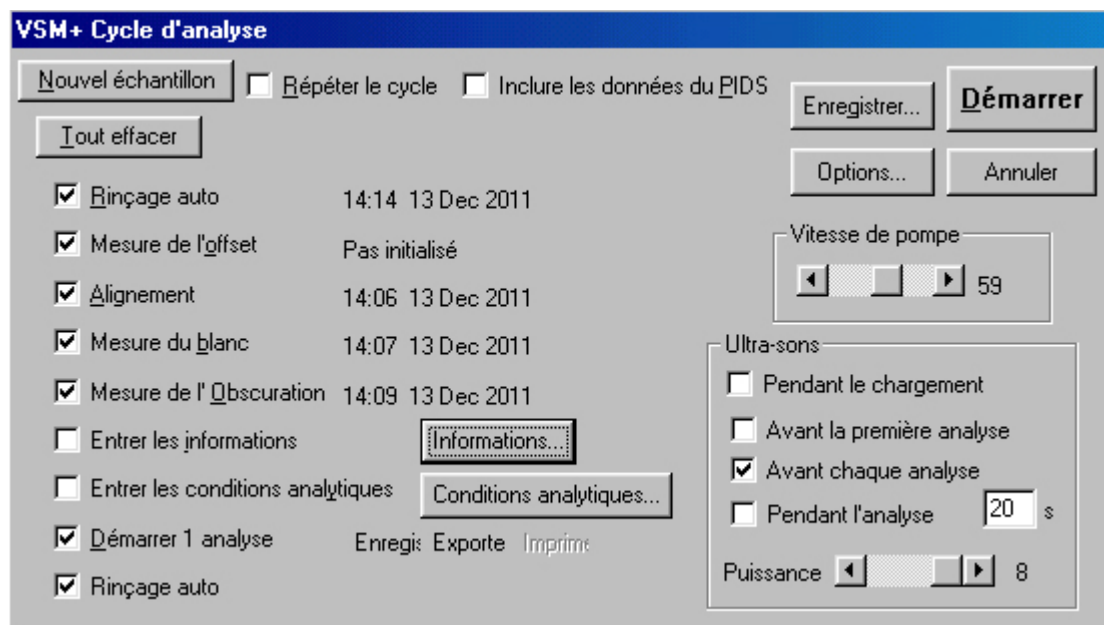 VSM+ Cycle d'analyse
Nouvel échantillon Répéter le cycle Inclure les données du PIDS
Enregistrer... Démarrer
Tout effacer
Options... Annuler
Rinçage auto 14:14 13 Dec 2011
Mesure de l'offset Pas initialisé
Alignement 14:06 13 Dec 2011
Mesure du blanc 14:07 13 Dec 2011
Mesure de l' Obscuration 14:09 13 Dec 2011
Entrer les informations Informations...
Entrer les conditions analytiques Conditions analytiques...
Démarrer 1 analyse Enregis Exporte Imprime
Rinçage auto
Vitesse de pompe
59
Ultra-sons
Pendant le chargement
Avant la première analyse
Avant chaque analyse
Pendant l'analyse 20 s
Puissance 8